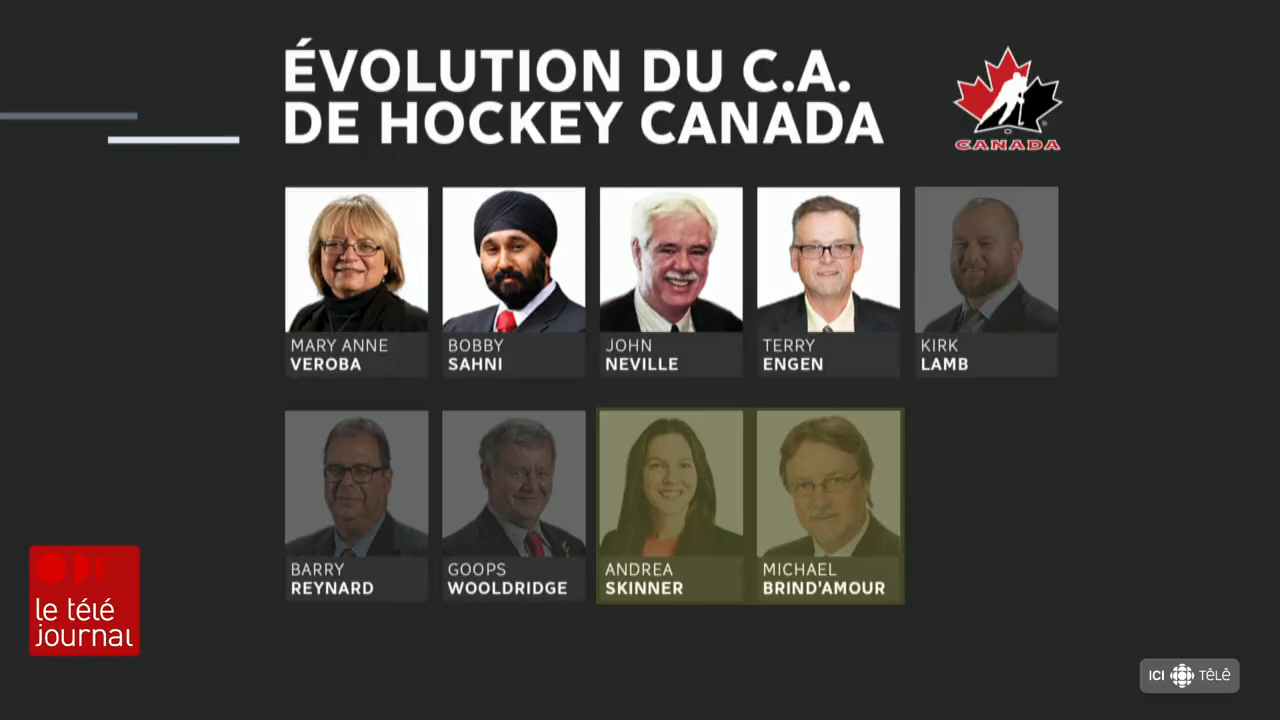 ÉVOLUTION DU C.A.
DE HOCKEY CANADA
CANADA
MARY ANNE
VEROBA
BOBBY
SAHNI
JOHN
NEVILLE
TERRY
ENGEN
KIRK
LAMB
BARRY
REYNARD
GOOPS
WOOLDRIDGE
ANDREA
SKINNER
MICHAEL
BRIND'AMOUR
le télé
journal
ICI TÉLÉ